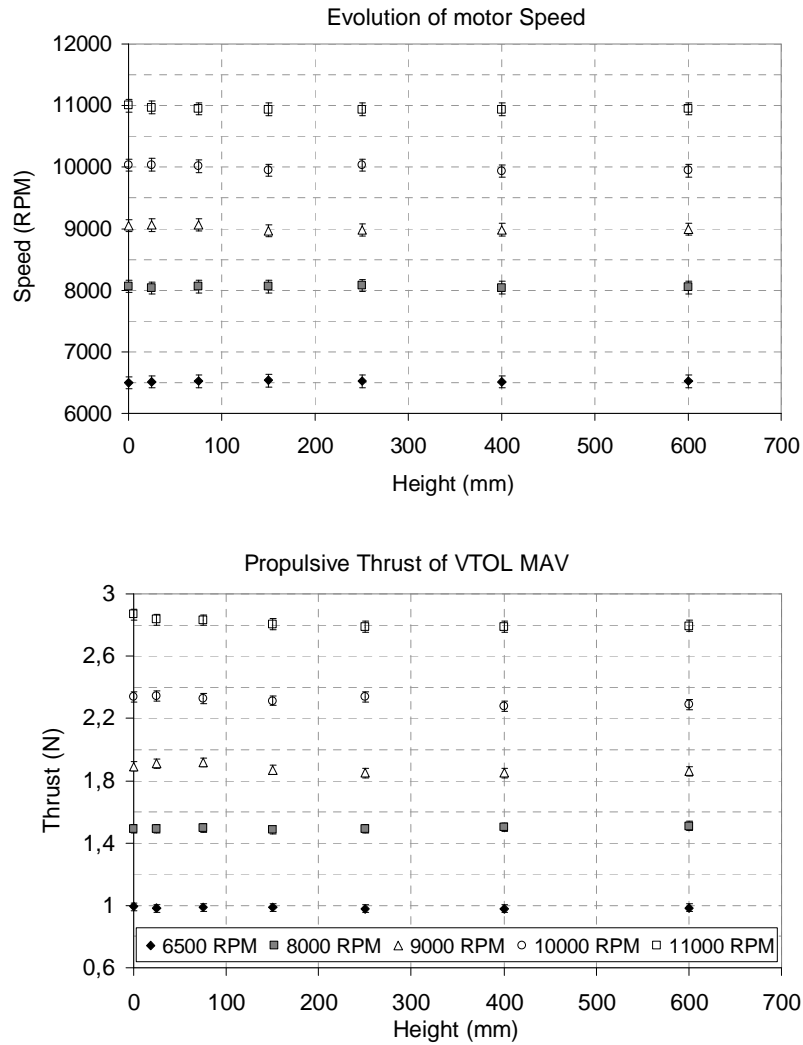 Evolution of motor Speed
12000
11000
10000
9000
8000
7000
6000
Speed (RPM)
0 100 200 300 400 500 600 700
Height (mm)
Propulsive Thrust of VTOL MAV
3
2,6
2,2
1,8
1,4
1
0,6
Thrust (N)
6500 RPM 8000 RPM 9000 RPM 10000 RPM 11000 RPM
0 100 200 300 400 500 600 700
Height (mm)